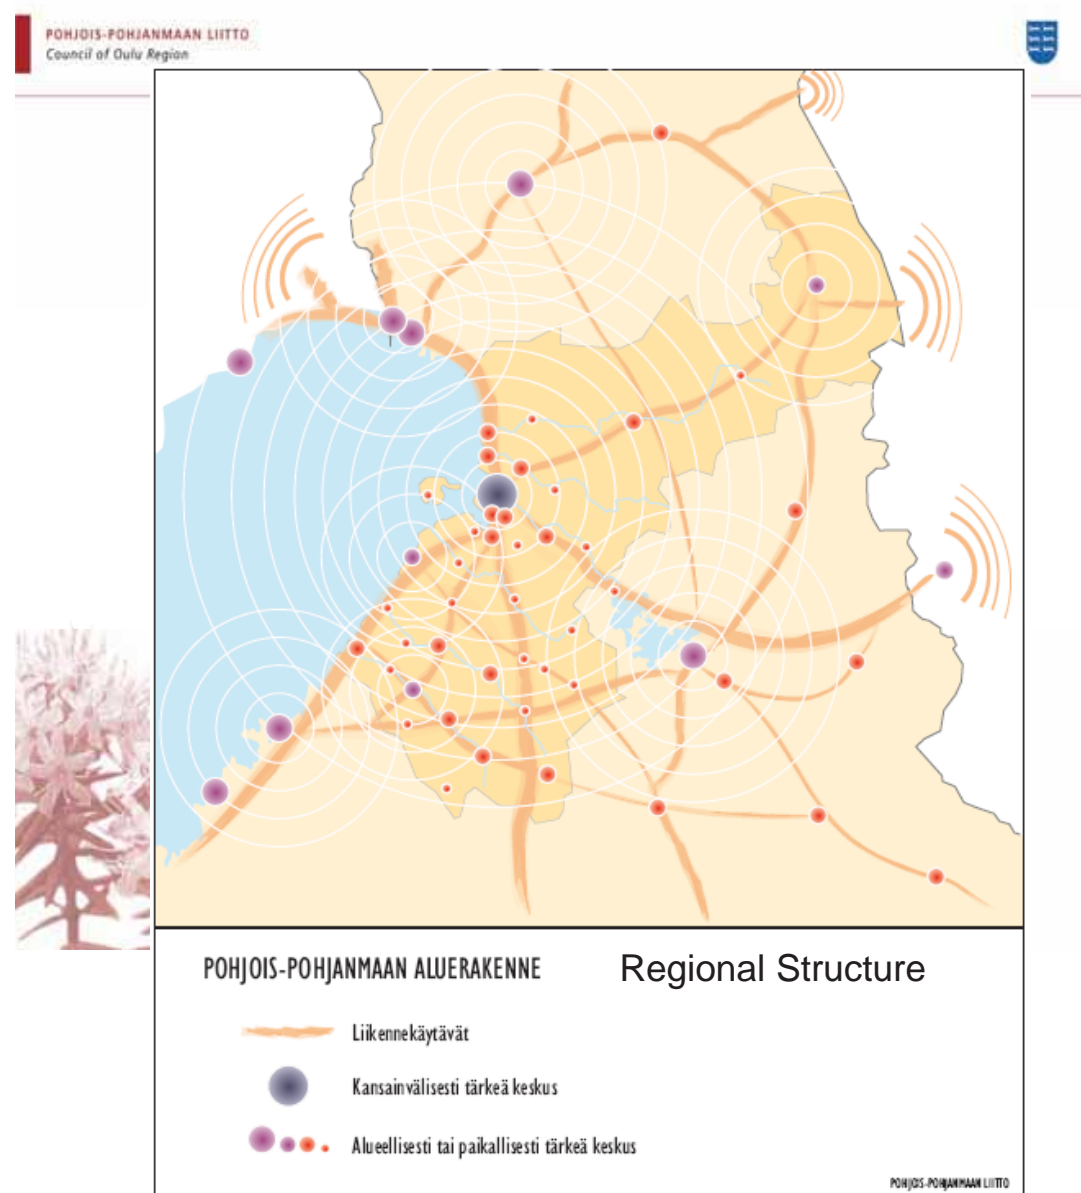 POHJOIS-POHJANMAAN LIITTO
Council of Oulu Region
POHJOIS-POHJANMAAN ALUERAKENNE
Regional Structure
Liikennekäytävät
Kansainvälisesti tärkeä keskus
Alueellisesti tai paikallisesti tärkeä keskus
POHJOIS-POHJANMAAN LIITTO